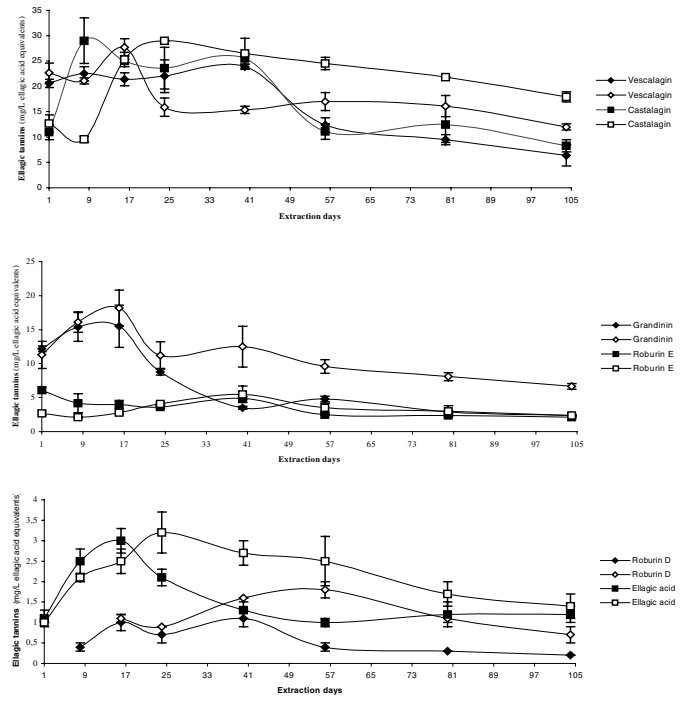 35
30
25
20
15
10
5
0
Ellagic tannins (mg/L ellagic acid equivalents)
1 9 17 25 33 41 49 57 65 73 81 89 97 105
Extraction days
Vescalagin
Vescalagin
Castalagin
Castalagin
25
20
15
10
5
0
Ellagic tannins (mg/L ellagic acid equivalents)
1 9 17 25 33 41 49 57 65 73 81 89 97 105
Extraction days
Grandinin
Grandinin
Roburin E
Roburin E
4
3,5
3
2,5
2
1,5
1
0,5
0
Ellagic tannins (mg/L ellagic acid equivalents)
1 9 17 25 33 41 49 57 65 73 81 89 97 105
Extraction days
Roburin D
Roburin D
Ellagic acid
Ellagic acid